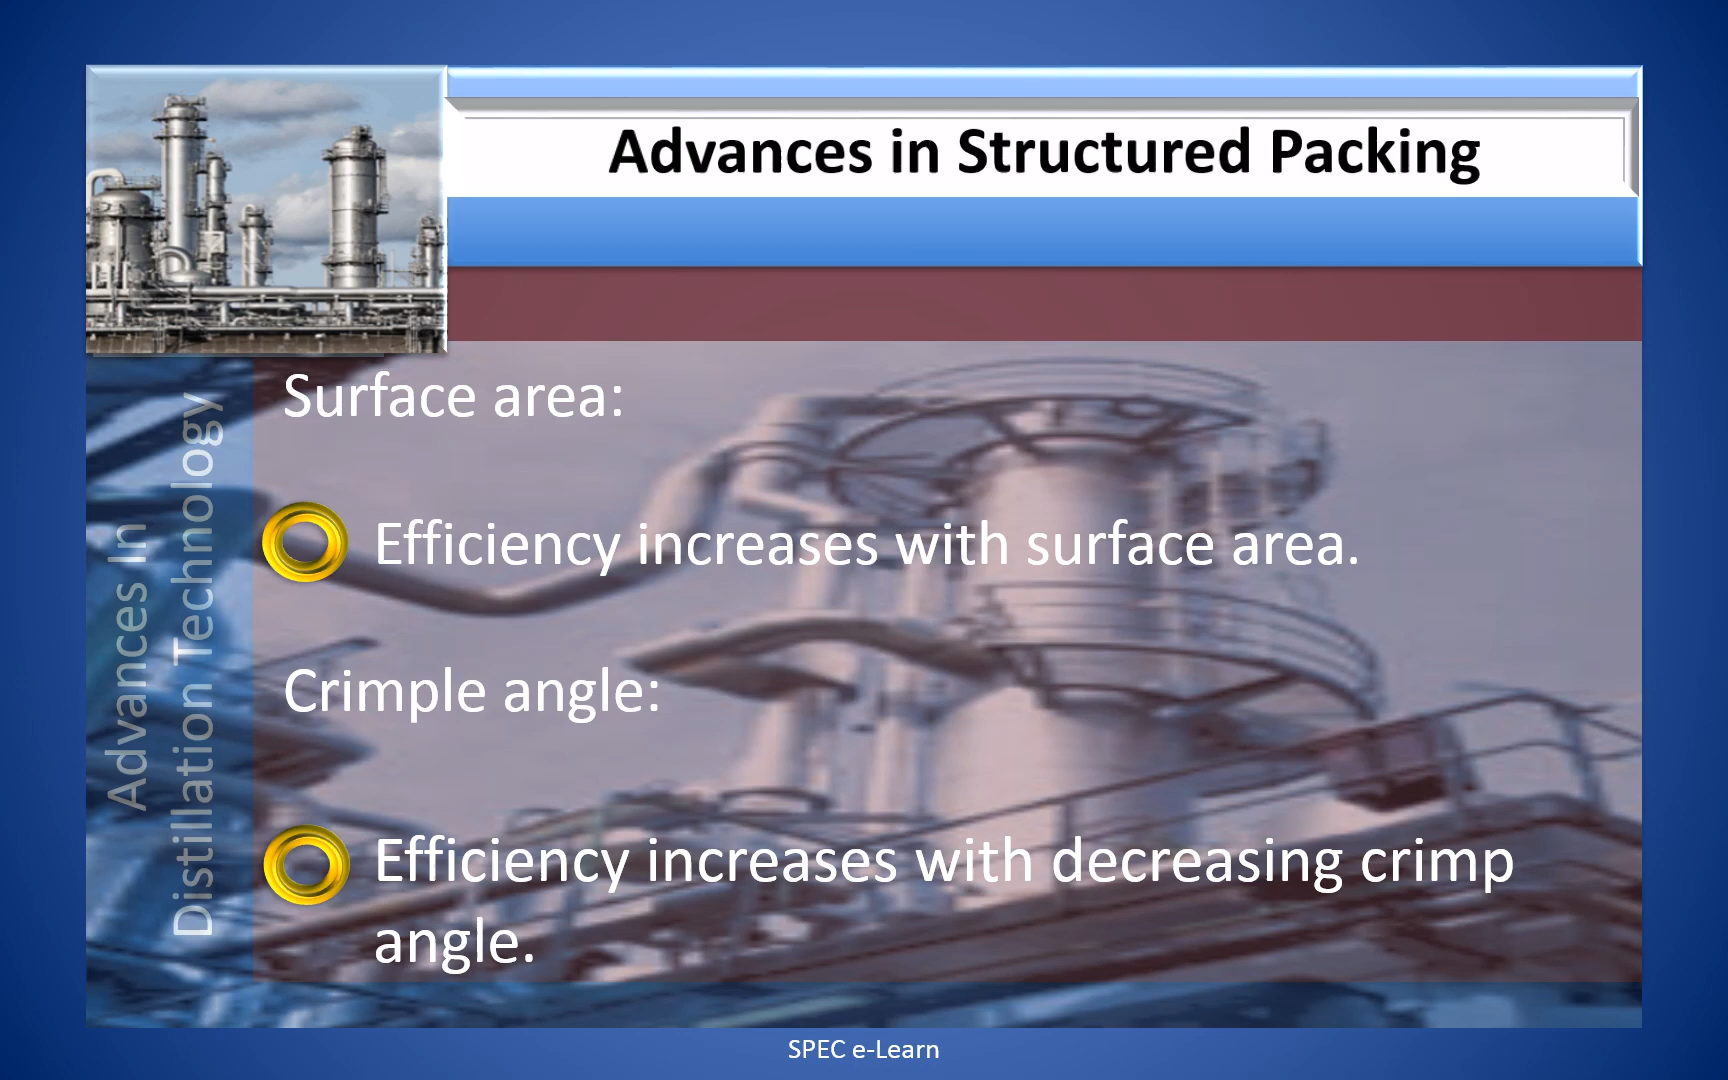 Advances in Structured Packing
Advances In
Distillation Technology
Surface area:
Efficiency increases with surface area.
Crimple angle:
Efficiency increases with decreasing crimp
angle.
SPEC e-Learn